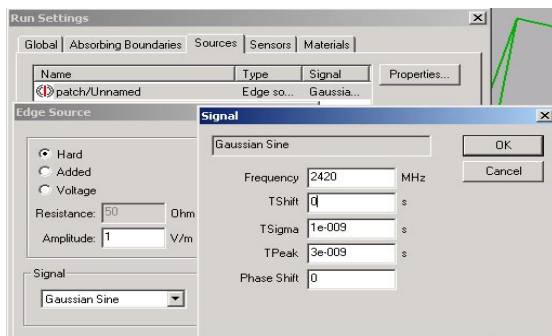 Run Settings
Global Absorbing Boundaries Sources Sensors Materials
Name Type Signal Properties...
patch/Unnamed Edge so... Gaussia...
Edge Source
Hard
Added
Voltage
Resistance: 50 Ohm
Amplitude: 1 V/m
Signal
Gaussian Sine
Signal
Gaussian Sine
OK
Cancel
Frequency 2420 MHz
TShift 0 s
TSigma 1e-009 s
TPeak 3e-009 s
Phase Shift 0